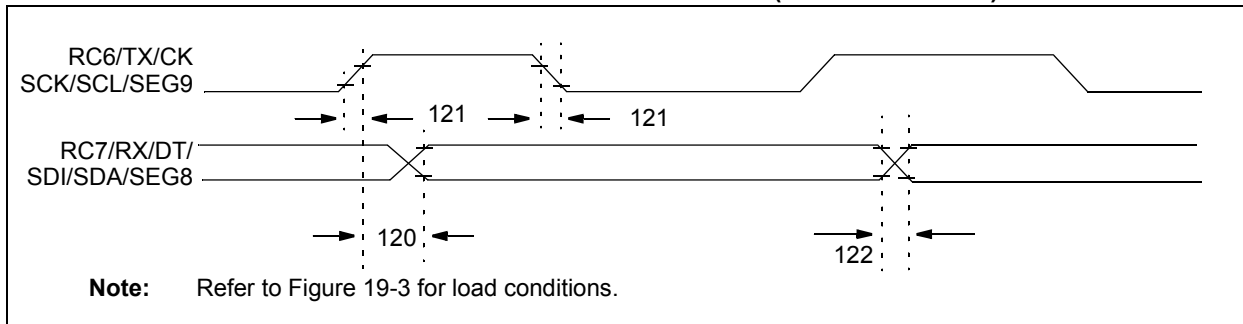 RC6/TX/CK
SCK/SCL/SEG9
121
121
RC7/RX/DT/
SDI/SDA/SEG8
120
122
Note: Refer to Figure 19-3 for load conditions.